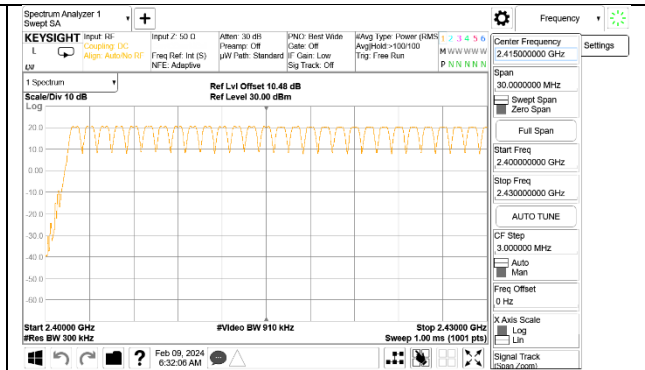 Spectrum Analyzer 1
Swept SA
+
Frequency
KEYSIGHT
Input: RF
Coupling: DC
Align: Auto/No RF
Input Z: 50 Ω
Freq Ref: Int (S)
NFE: Adaptive
Atten: 30 dB
Preamp: Off
µW Path: Standard
PNO: Best Wide
Gate: Off
IF Gain: Low
Sig Track: Off
#Avg Type: Power (RMS
Avg|Hold:>100/100
Trig: Free Run
1 2 3 4 5 6
M W W W W W
P N N N N N
L
Center Frequency
2.415000000 GHz
Settings
Span
30.0000000 MHz
Swept Span
Zero Span
Full Span
Start Freq
2.400000000 GHz
Stop Freq
2.430000000 GHz
AUTO TUNE
CF Step
3.000000 MHz
Auto
Man
Freq Offset
0 Hz
X Axis Scale
Log
Lin
Signal Track
(Span Zoom)
1 Spectrum
Scale/Div 10 dB
Log
Ref Lvl Offset 10.48 dB
Ref Level 30.00 dBm
20.0
10.0
0.00
-10.0
-20.0
-30.0
-40.0
-50.0
-60.0
Start 2.40000 GHz
#Res BW 300 kHz
#Video BW 910 kHz
Stop 2.43000 GHz
Sweep 1.00 ms (1001 pts)
?
Feb 09, 2024
6:32:06 AM